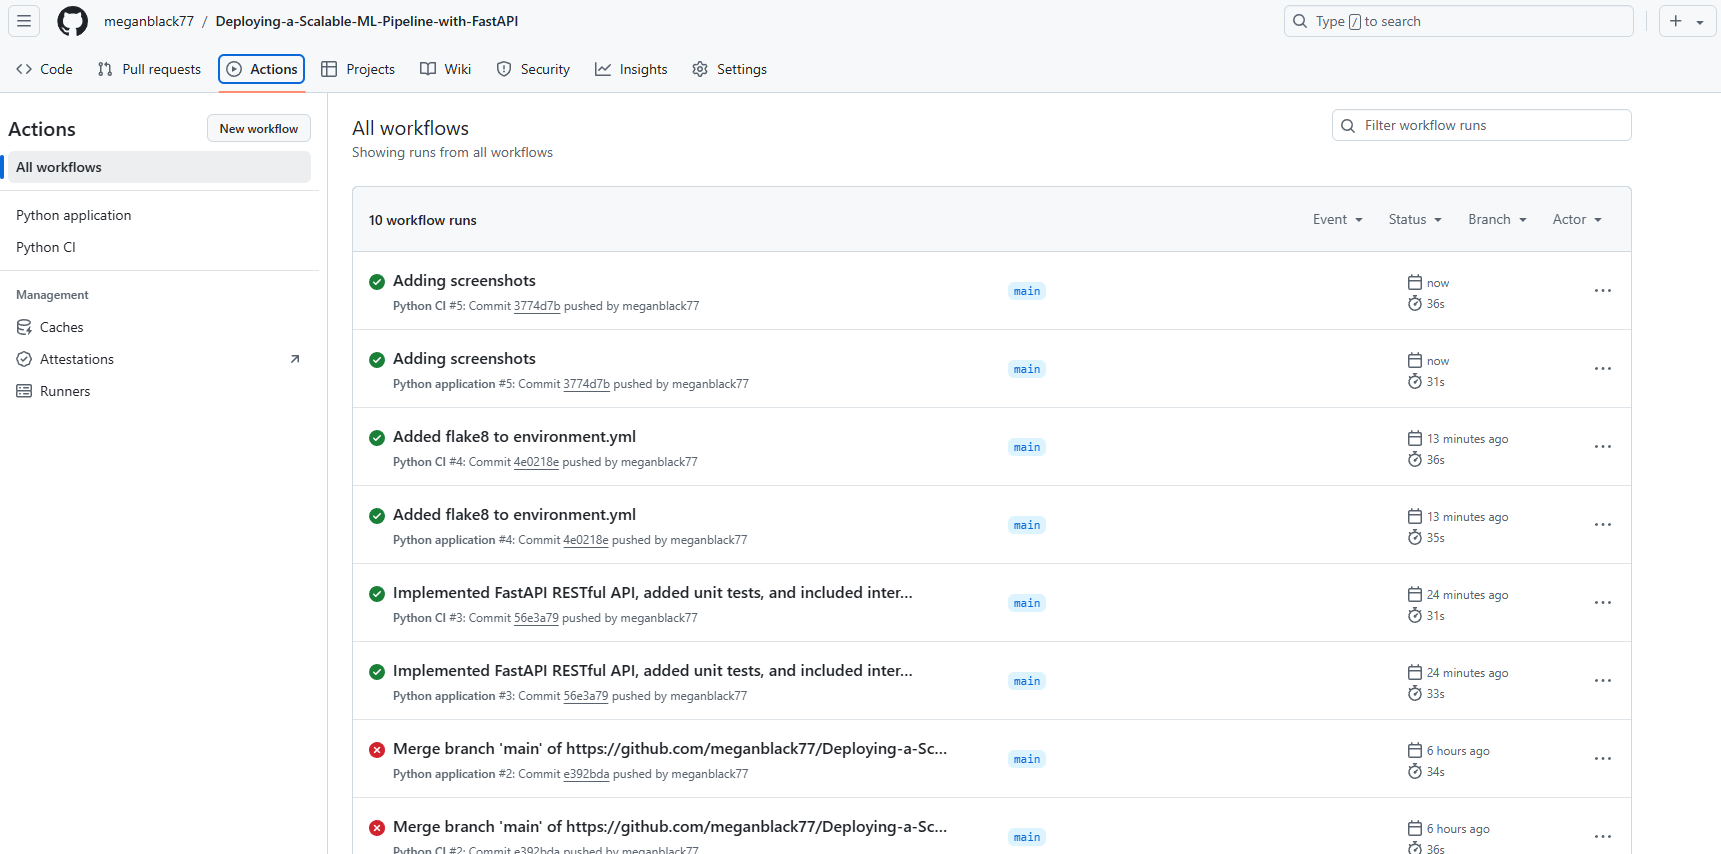 meganblack77 / Deploying-a-Scalable-ML-Pipeline-with-FastAPI
Type / to search
Code
Pull requests
Actions
Projects
Wiki
Security
Insights
Settings
Actions
New workflow
All workflows
Python application
Python CI
Management
Caches
Attestations
Runners
All workflows
Showing runs from all workflows
Filter workflow runs
10 workflow runs
Event
Status
Branch
Actor
Adding screenshots
Python CI #5: Commit 3774d7b pushed by meganblack77
main
now
36s
Adding screenshots
Python application #5: Commit 3774d7b pushed by meganblack77
main
now
31s
Added flake8 to environment.yml
Python CI #4: Commit 4e0218e pushed by meganblack77
main
13 minutes ago
36s
Added flake8 to environment.yml
Python application #4: Commit 4e0218e pushed by meganblack77
main
13 minutes ago
35s
Implemented FastAPI RESTful API, added unit tests, and included inter...
Python CI #3: Commit 56e3a79 pushed by meganblack77
main
24 minutes ago
31s
Implemented FastAPI RESTful API, added unit tests, and included inter...
Python application #3: Commit 56e3a79 pushed by meganblack77
main
24 minutes ago
33s
Merge branch 'main' of https://github.com/meganblack77/Deploying-a-Sc...
Python application #2: Commit e392bda pushed by meganblack77
main
6 hours ago
34s
Merge branch 'main' of https://github.com/meganblack77/Deploying-a-Sc...
Python CI #2: Commit e392bda pushed by meganblack77
main
6 hours ago
36s